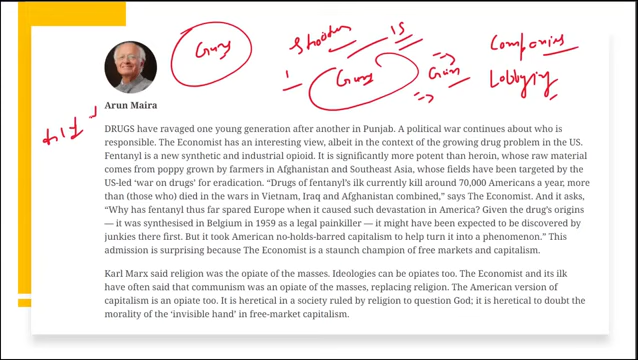 Guns
Shooters
15
Companies
1
Guns
Gun
Lobbying
Arun Maira
DRUGS have ravaged one young generation after another in Punjab. A political war continues about who is
responsible. The Economist has an interesting view, albeit in the context of the growing drug problem in the US.
Fentanyl is a new synthetic and industrial opioid. It is significantly more potent than heroin, whose raw material
comes from poppy grown by farmers in Afghanistan and Southeast Asia, whose fields have been targeted by the
US-led ‘war on drugs’ for eradication. “Drugs of fentanyl’s ilk currently kill around 70,000 Americans a year, more
than (those who) died in the wars in Vietnam, Iraq and Afghanistan combined,” says The Economist. And it asks,
“Why has fentanyl thus far spared Europe when it caused such devastation in America? Given the drug’s origins
— it was synthesised in Belgium in 1959 as a legal painkiller — it might have been expected to be discovered by
junkies there first. But it took American no-holds-barred capitalism to help turn it into a phenomenon.” This
admission is surprising because The Economist is a staunch champion of free markets and capitalism.
Karl Marx said religion was the opiate of the masses. Ideologies can be opiates too. The Economist and its ilk
have often said that communism was an opiate of the masses, replacing religion. The American version of
capitalism is an opiate too. It is heretical in a society ruled by religion to question God; it is heretical to doubt the
morality of the ‘invisible hand’ in free-market capitalism.